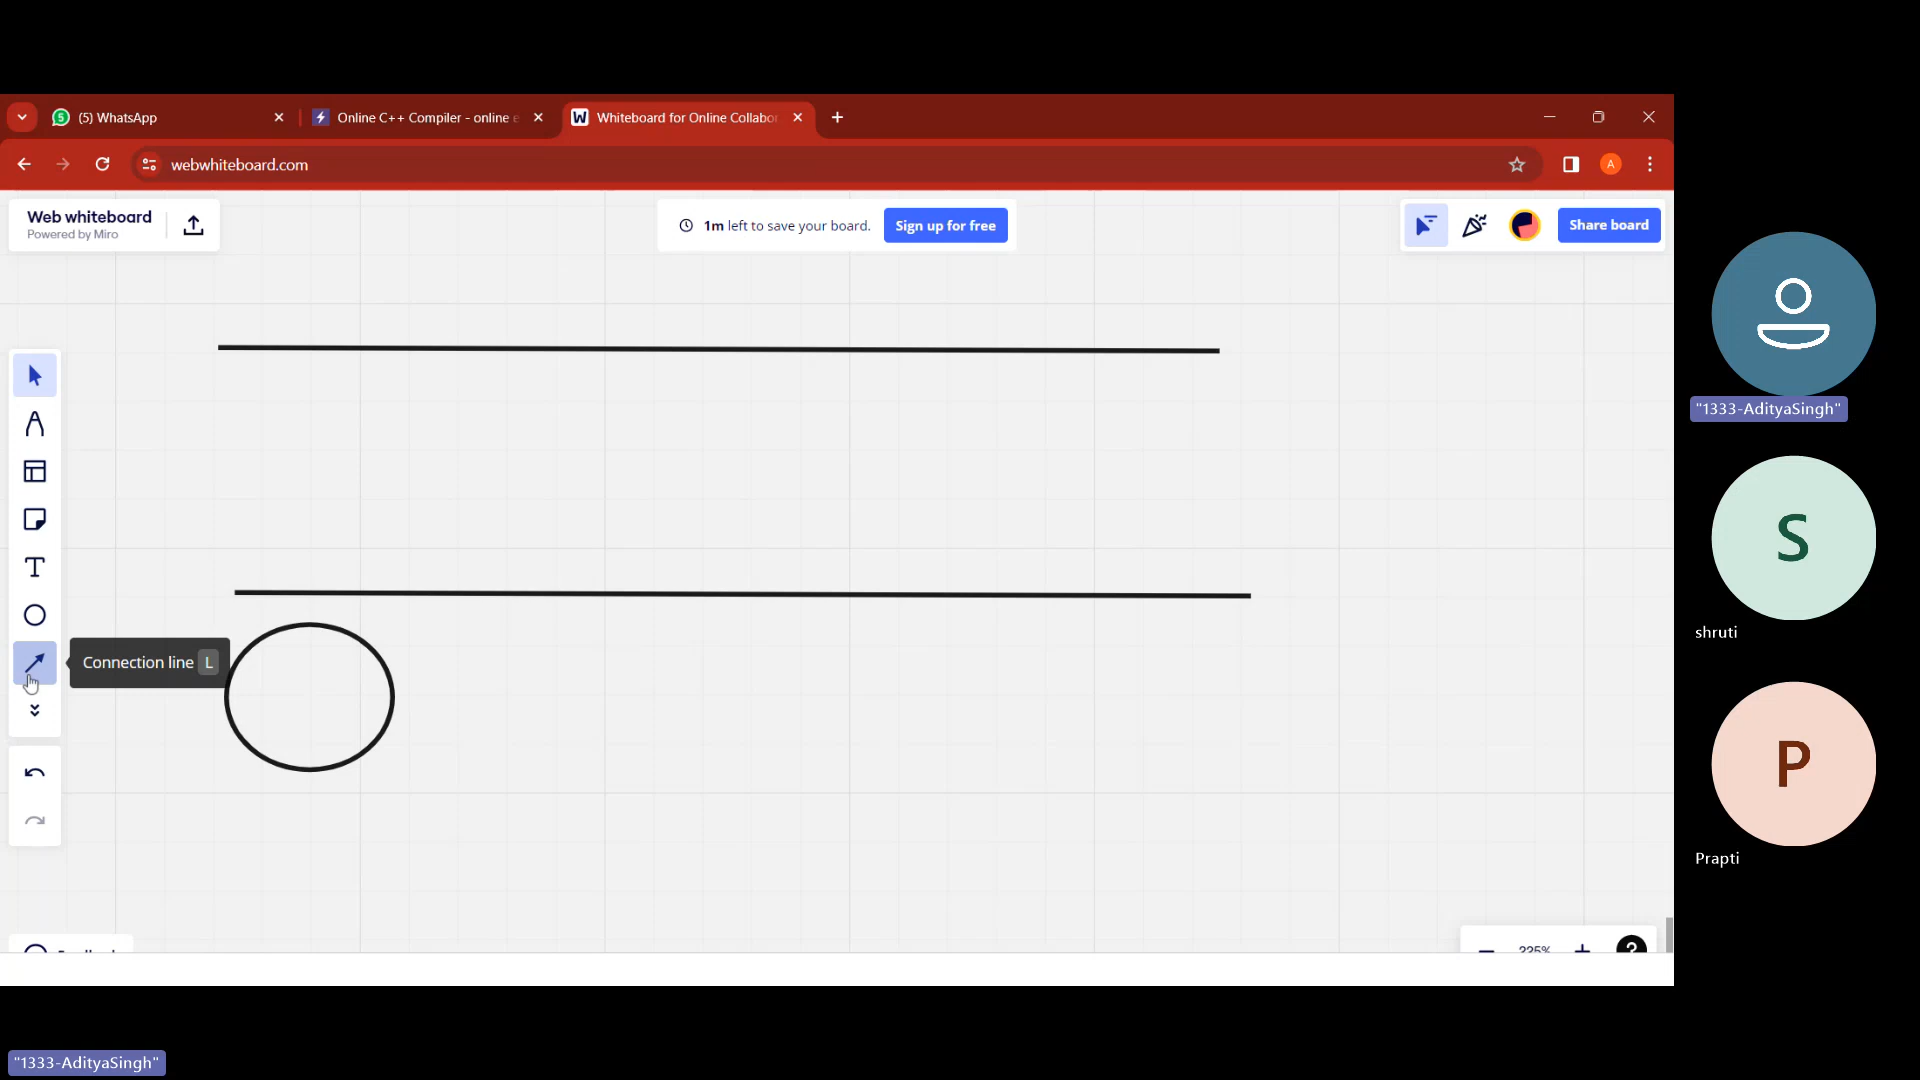 (5) WhatsApp
Online C++ Compiler - online e
Whiteboard for Online Collabor
webwhiteboard.com
Web whiteboard
Powered by Miro
1m left to save your board.
Sign up for free
Share board
Connection line L
225%
"1333-AdityaSingh"
S
shruti
P
Prapti
"1333-AdityaSingh"